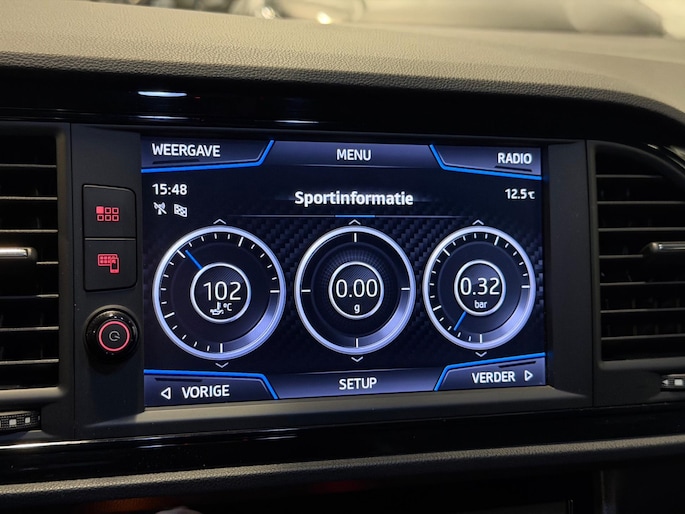 WEERGAVE
MENU
RADIO
15:48
Sportinformatie
12.5°C
102
°C
0.00
g
0.32
bar
VORIGE
SETUP
VERDER